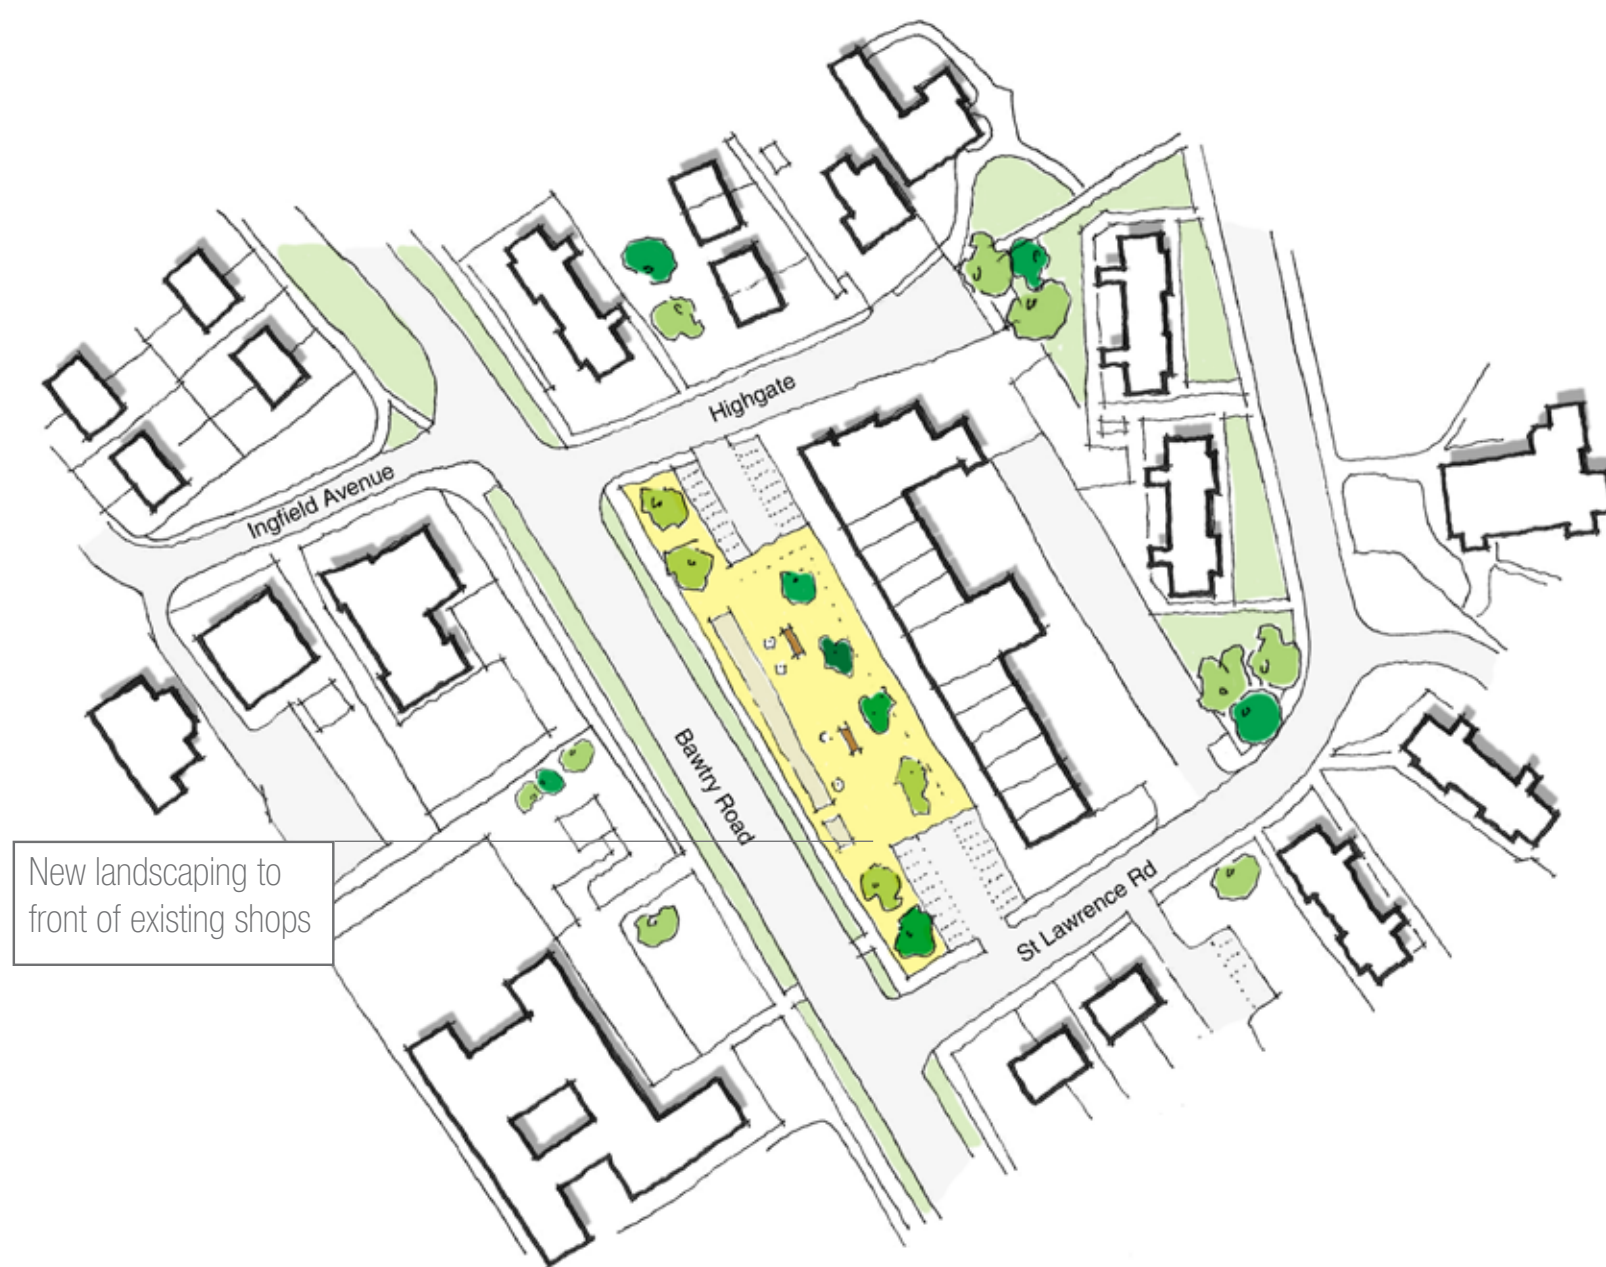 Highgate
Ingfield Avenue
Bawtry Road
New landscaping to
front of existing shops
St Lawrence Rd